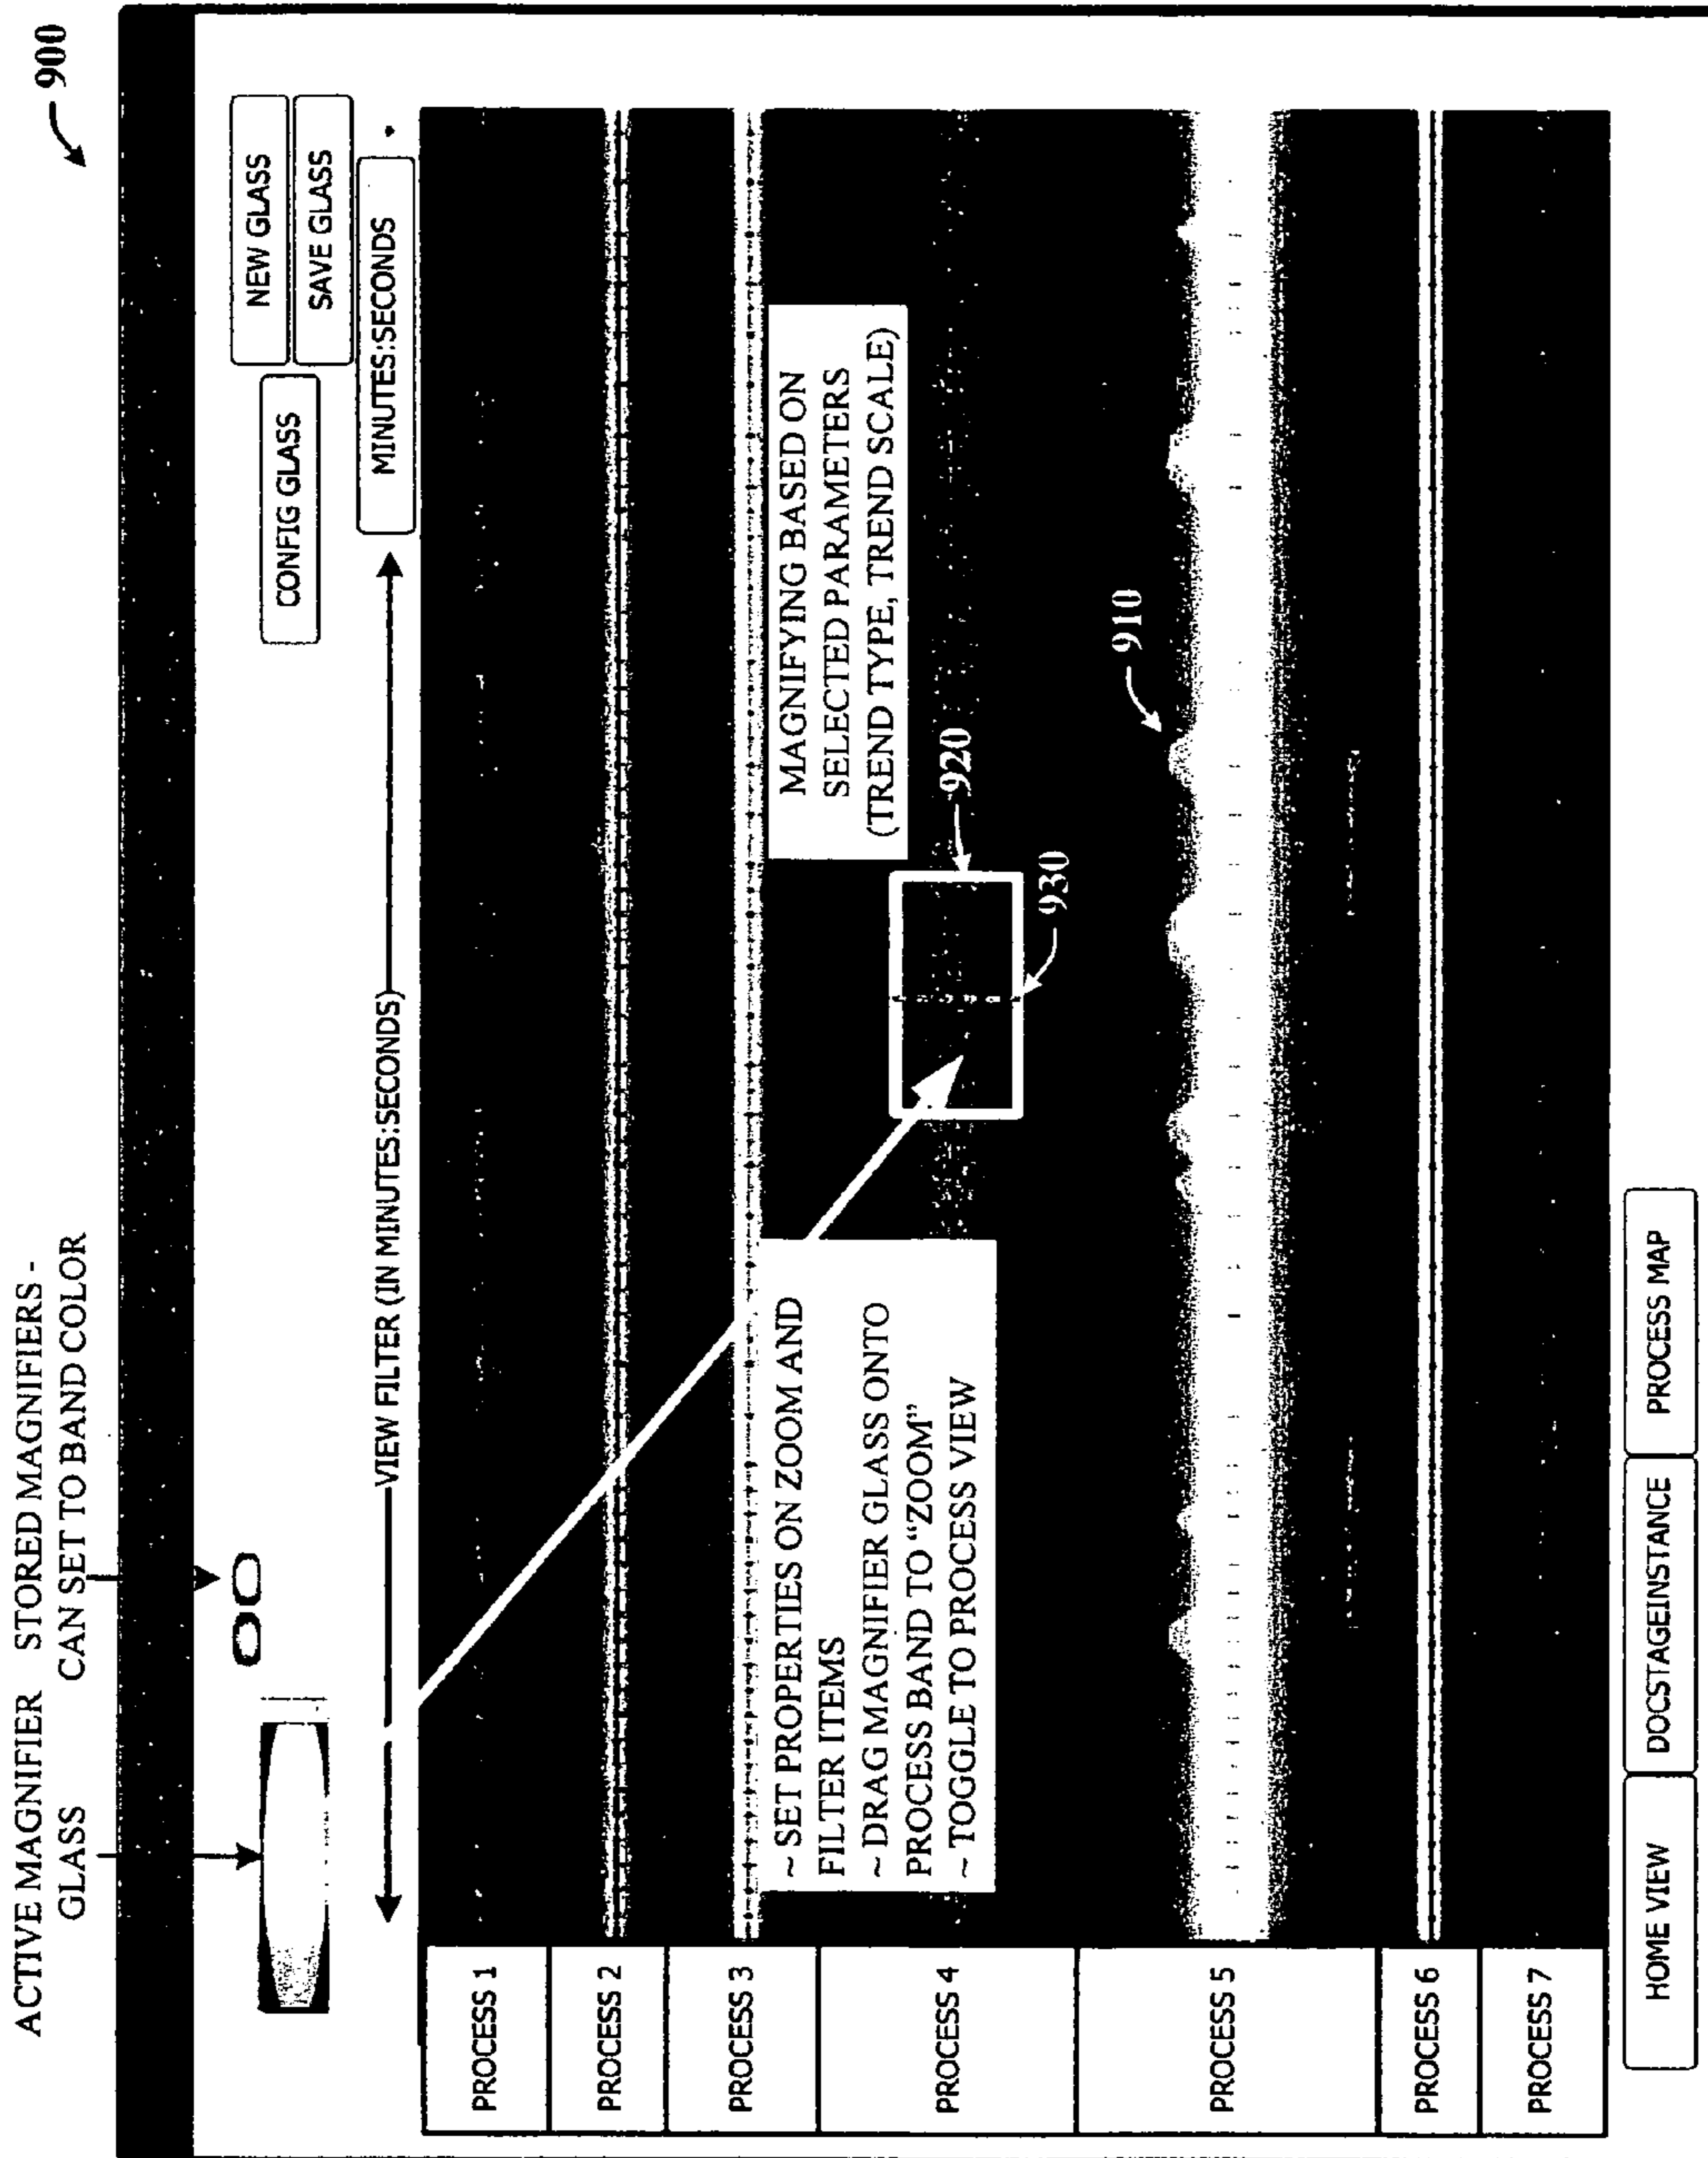 900
ACTIVE MAGNIFIER
GLASS
STORED MAGNIFIERS -
CAN SET TO BAND COLOR
CONFIG GLASS
NEW GLASS
SAVE GLASS
VIEW FILTER (IN MINUTES:SECONDS)
MINUTES:SECONDS
PROCESS 1
PROCESS 2
PROCESS 3
~ SET PROPERTIES ON ZOOM AND
FILTER ITEMS
~ DRAG MAGNIFIER GLASS ONTO
PROCESS BAND TO “ZOOM”
~ TOGGLE TO PROCESS VIEW
MAGNIFYING BASED ON
SELECTED PARAMETERS
(TREND TYPE, TREND SCALE)
PROCESS 4
920
930
910
PROCESS 5
PROCESS 6
PROCESS 7
HOME VIEW
DOCSTAGEINSTANCE
PROCESS MAP